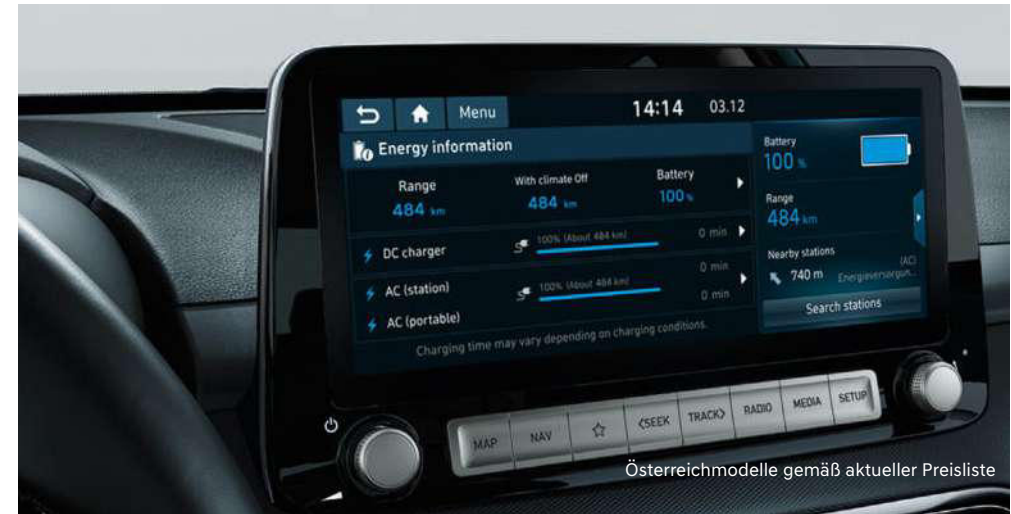 Menu
14:14 03.12
Energy information
Range
484 km
With climate Off
484 km
Battery
100 %
DC charger
100% (About 484 km)
0 min
AC (station)
AC (portable)
100% (About 484 km)
0 min
0 min
Charging time may vary depending on charging conditions.
Battery
100 %
Range
484 km
Nearby stations
(AC)
740 m Energieversorgun...
Search stations
MAP
NAV
<SEEK
TRACK>
RADIO
MEDIA
SETUP
Österreichmodelle gemäß aktueller Preisliste